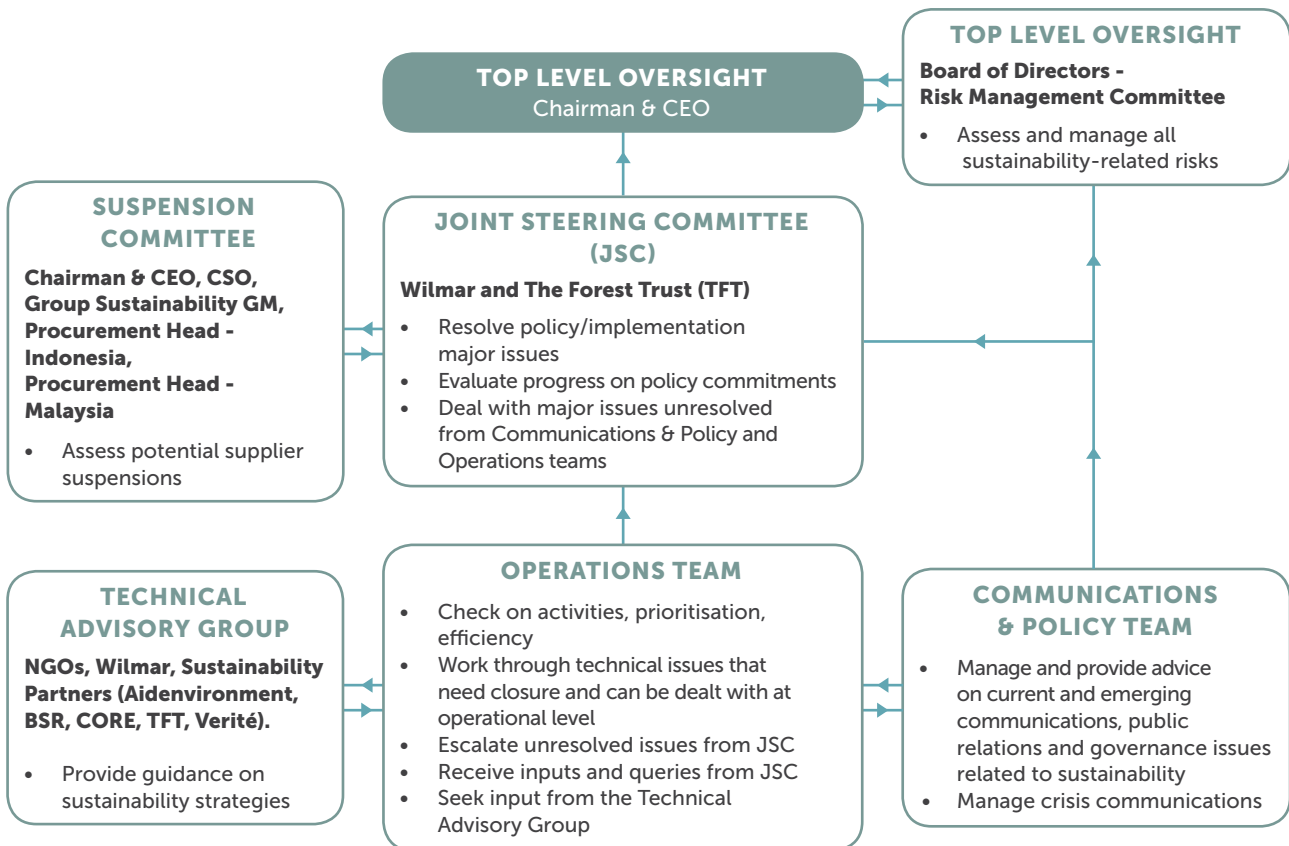 TOP LEVEL OVERSIGHT
Chairman & CEO
TOP LEVEL OVERSIGHT
Board of Directors -
Risk Management Committee
• Assess and manage all
sustainability-related risks
SUSPENSION
COMMITTEE
Chairman & CEO, CSO,
Group Sustainability GM,
Procurement Head -
Indonesia,
Procurement Head -
Malaysia
• Assess potential supplier
suspensions
JOINT STEERING COMMITTEE
(JSC)
Wilmar and The Forest Trust (TFT)
• Resolve policy/implementation
major issues
• Evaluate progress on policy commitments
• Deal with major issues unresolved
from Communications & Policy and
Operations teams
TECHNICAL
ADVISORY GROUP
NGOs, Wilmar, Sustainability
Partners (Aidenvironment,
BSR, CORE, TFT, Verité).
• Provide guidance on
sustainability strategies
OPERATIONS TEAM
• Check on activities, prioritisation,
efficiency
• Work through technical issues that
need closure and can be dealt with at
operational level
• Escalate unresolved issues from JSC
• Receive inputs and queries from JSC
• Seek input from the Technical
Advisory Group
COMMUNICATIONS
& POLICY TEAM
• Manage and provide advice
on current and emerging
communications, public
relations and governance issues
related to sustainability
• Manage crisis communications